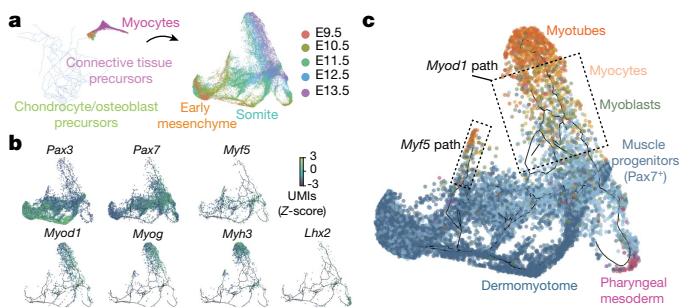 a
Myocytes
Connective tissue
precursors
Chondrocyte/osteoblast
precursors
Early
mesenchyme
Somite
E9.5
E10.5
E11.5
E12.5
E13.5
b
Pax3
Pax7
Myf5
3
0
-3
UMIs
(Z-score)
Myod1
Myog
Myh3
Lhx2
c
Myotubes
Myod1 path
Myocytes
Myoblasts
Myf5 path
Muscle
progenitors
(Pax7⁺)
Dermomyotome
Pharyngeal
mesoderm